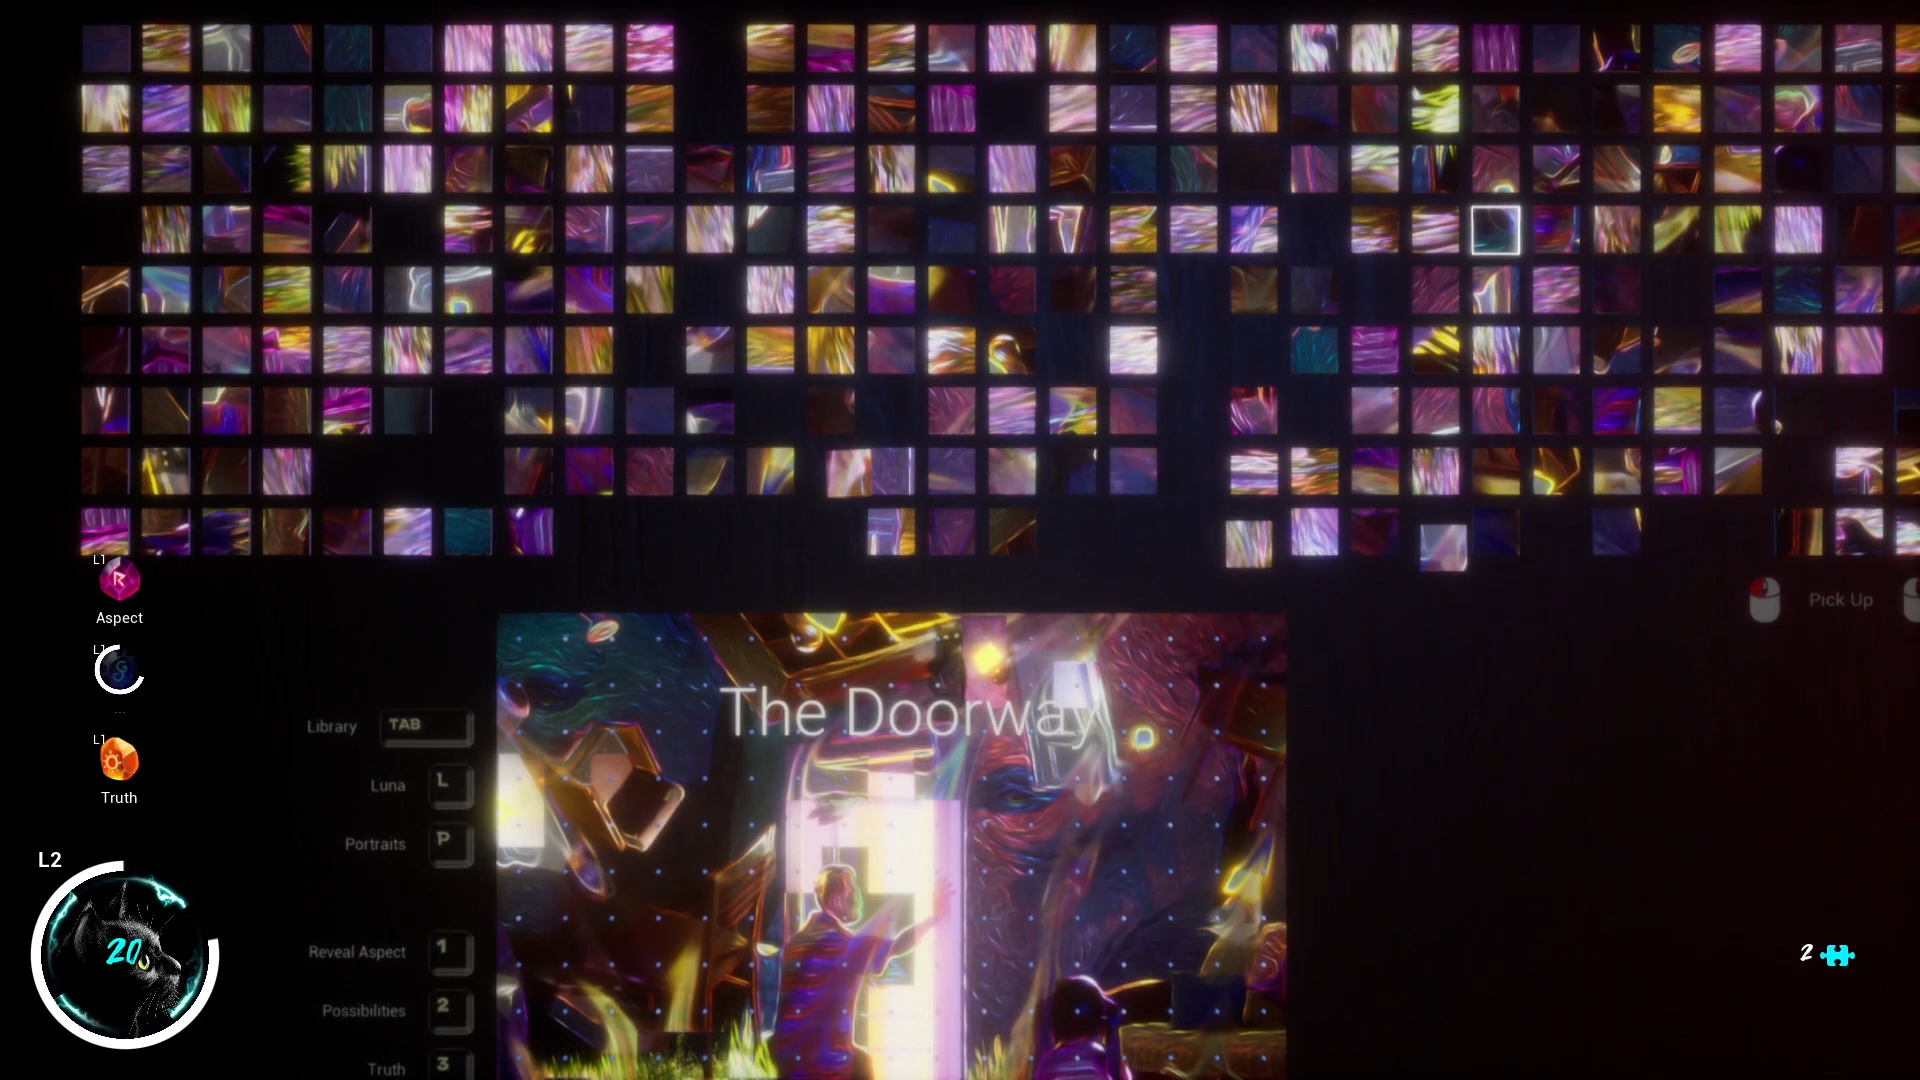 L1
Aspect
L1
...
L1
Truth
L2
20
Pick Up
The Doorway
Library TAB
Luna L
Portraits P
Reveal Aspect 1
Possibilities 2
Truth 3
2